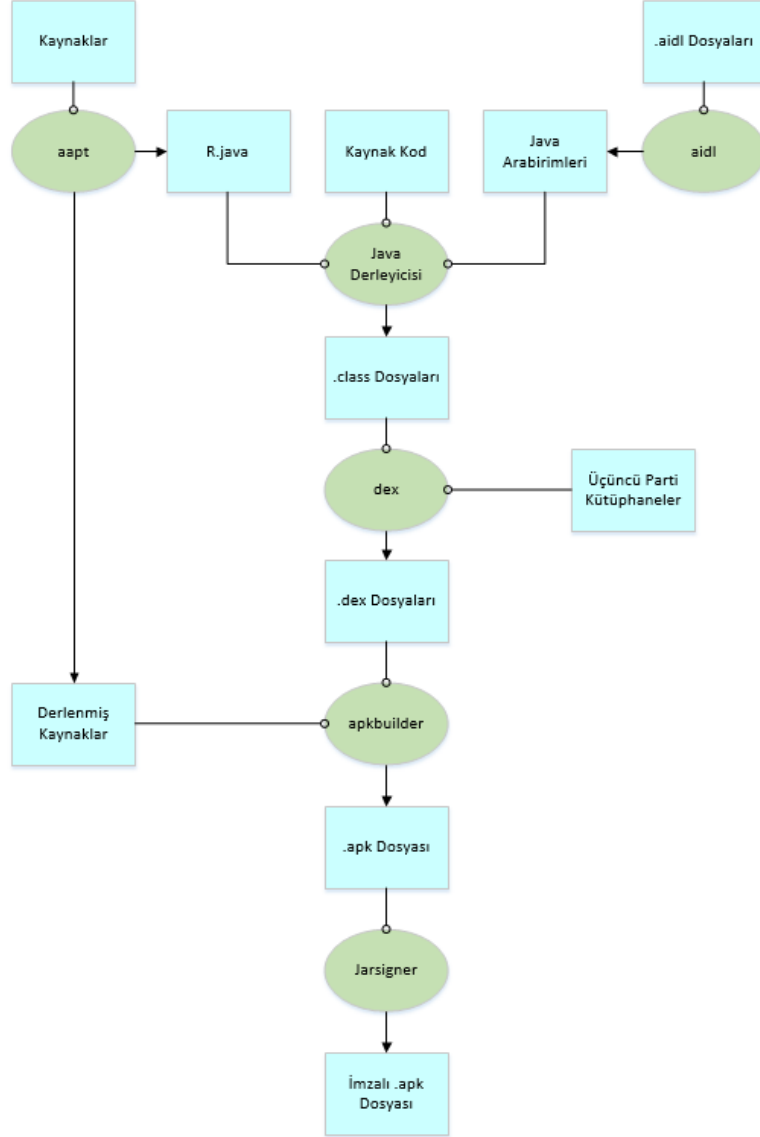 Kaynaklar
.aidl Dosyaları
aapt
R.java
Kaynak Kod
Java
Arabirimleri
aidl
Java
Derleyicisi
.class Dosyaları
dex
Üçüncü Parti
Kütüphaneler
.dex Dosyaları
Derlenmiş
Kaynaklar
apkbuilder
.apk Dosyası
Jarsigner
İmzalı .apk
Dosyası